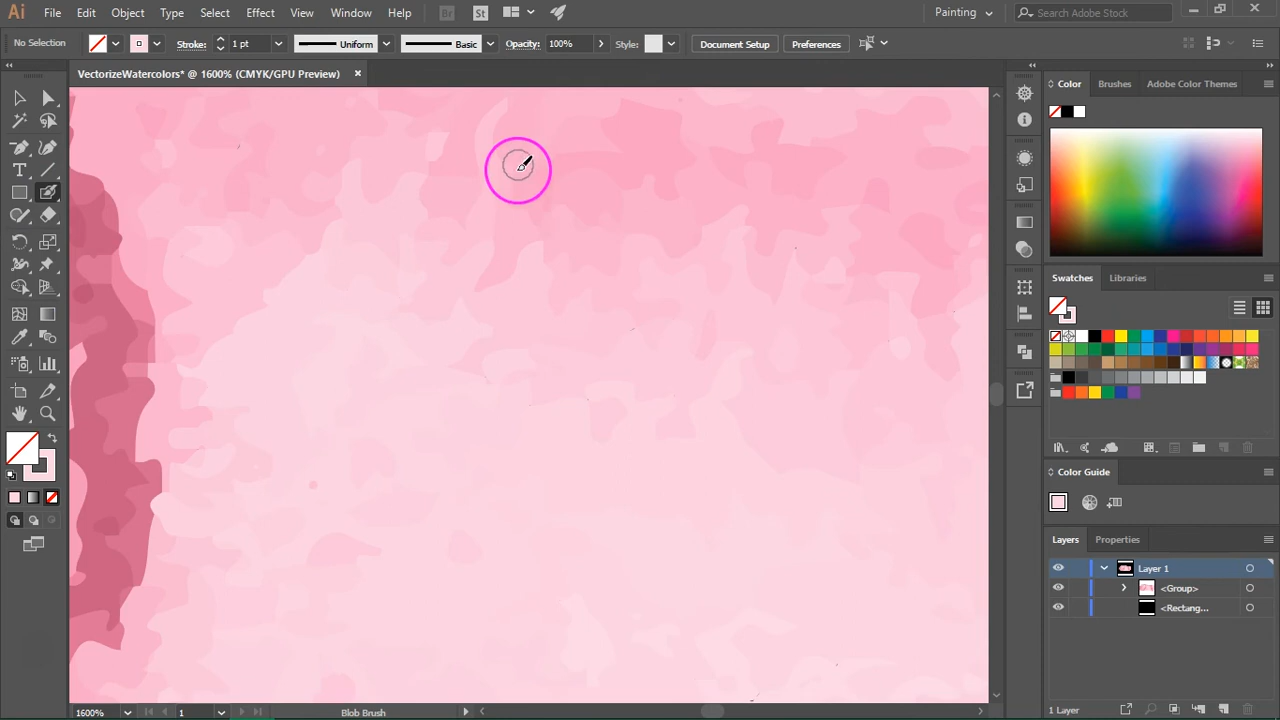 Ai File Edit Object Type Select Effect View Window Help Br St Painting Search Adobe Stock
No Selection Stroke: 1 pt Uniform Basic Opacity: 100% Style: Document Setup Preferences
VectorizeWatercolors* @ 1600% (CMYK/GPU Preview)
Color Brushes Adobe Color Themes
T
Swatches Libraries
Color Guide
Layers Properties
Layer 1
<Group>
<Rectang...
1 Layer
1600% 1 Blob Brush